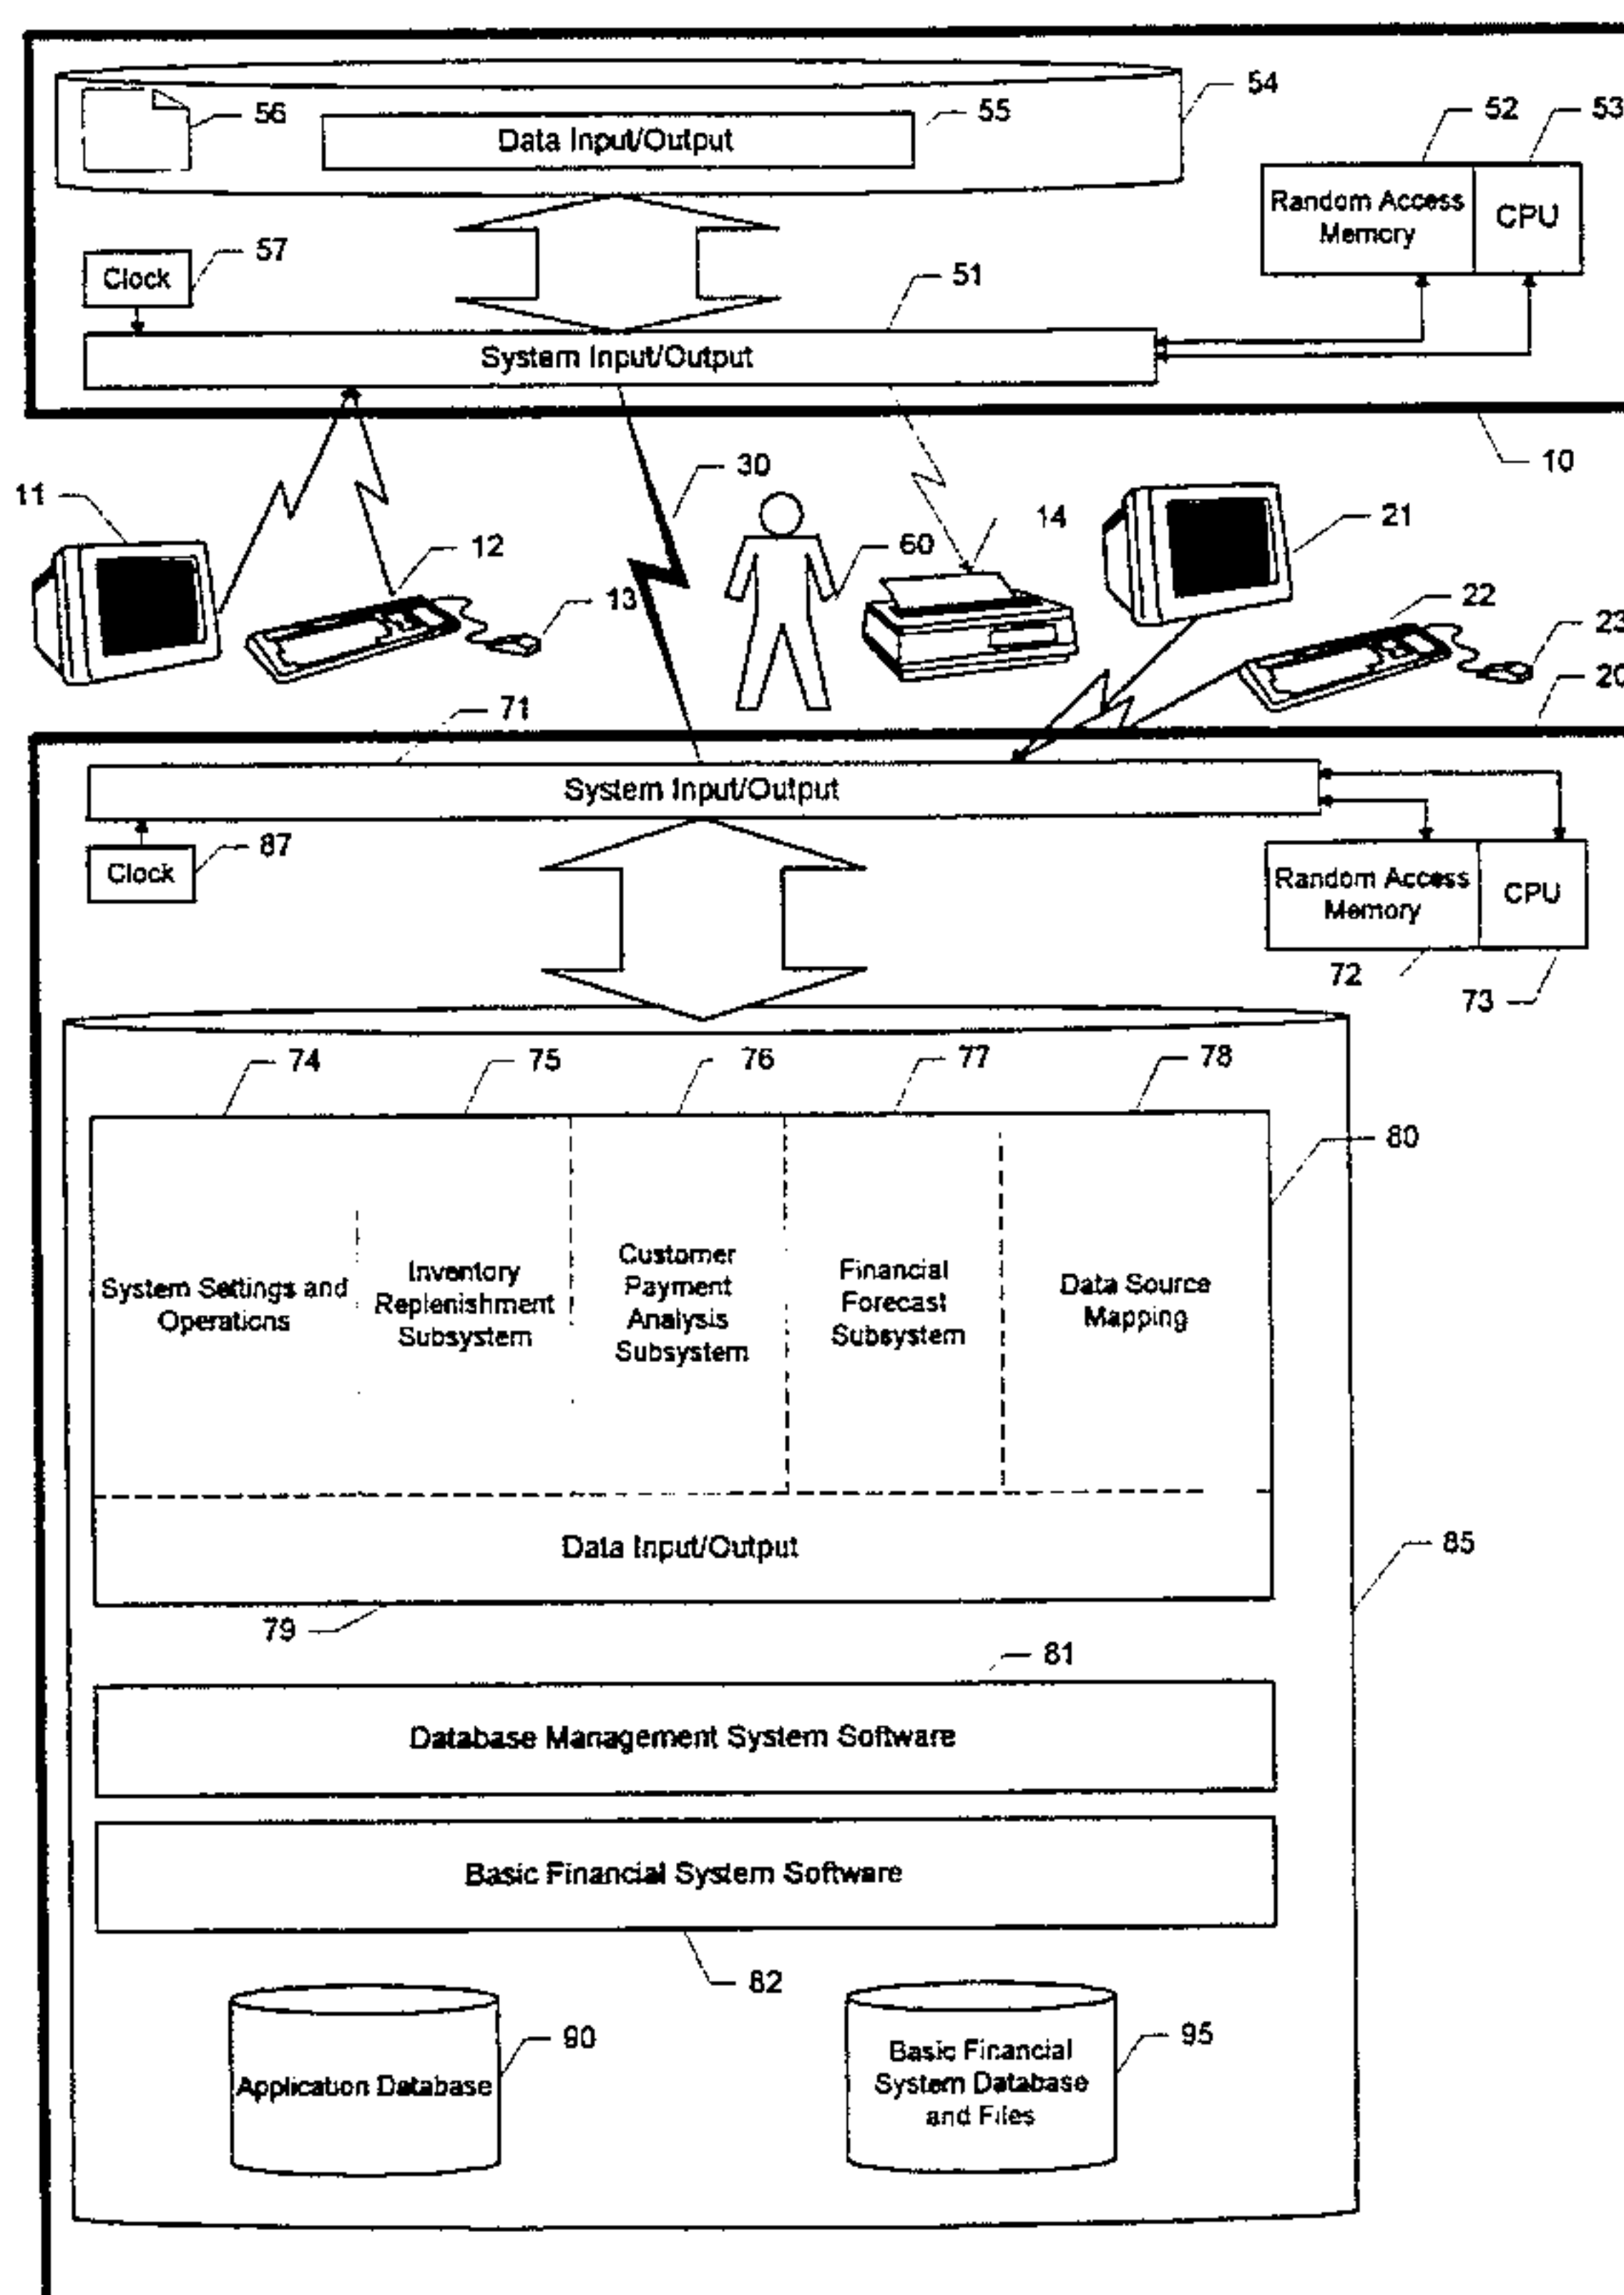 54
56
55
Data Input/Output
52
53
Random Access
Memory
CPU
57
Clock
51
System Input/Output
10
30
11
14
21
12
60
13
22
23
20
71
System Input/Output
87
Clock
Random Access
Memory
CPU
72
73
74
75
76
77
78
80
System Settings and
Operations
Inventory
Replenishment
Subsystem
Customer
Payment
Analysis
Subsystem
Financial
Forecast
Subsystem
Data Source
Mapping
Data Input/Output
85
79
81
Database Management System Software
Basic Financial System Software
82
90
95
Application Database
Basic Financial
System Database
and Files